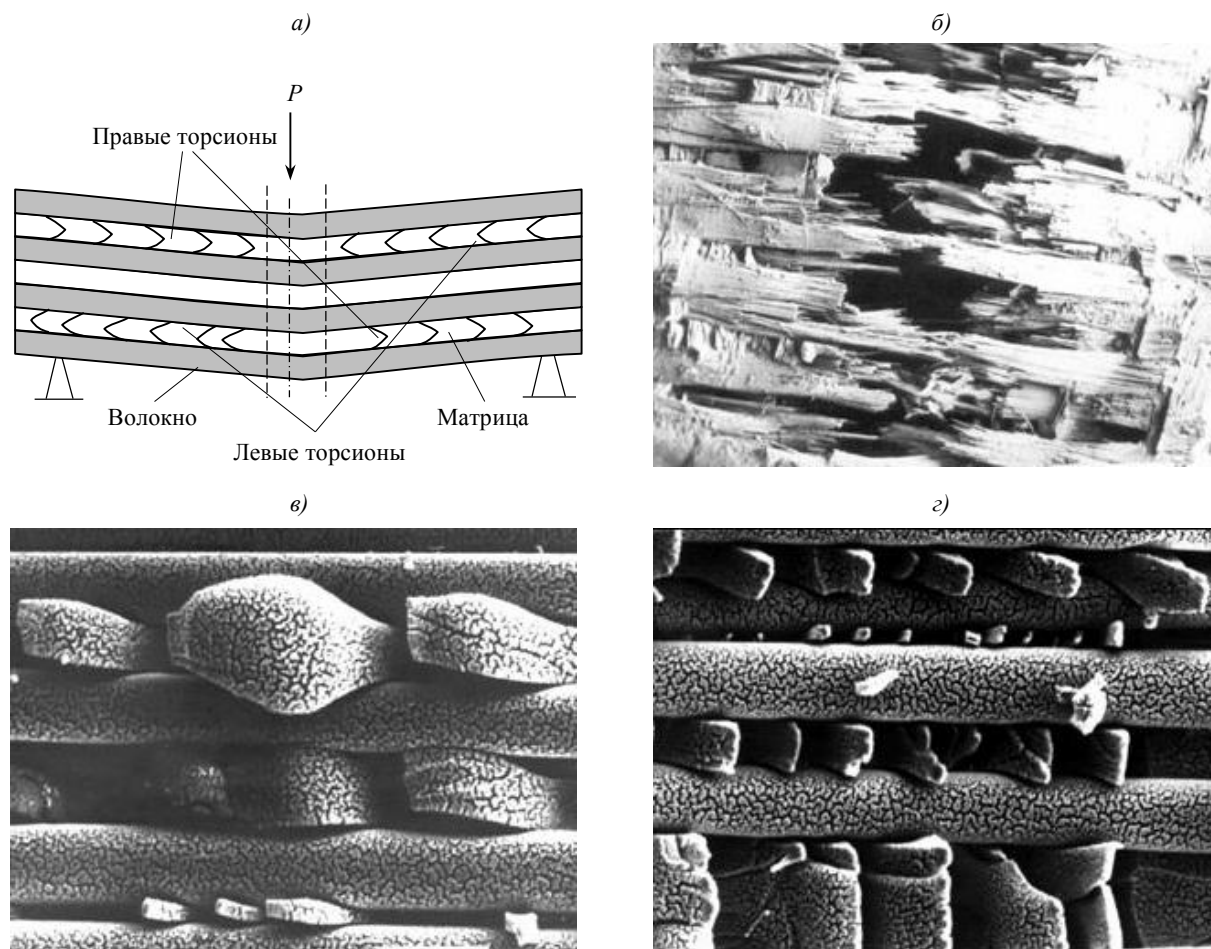 а)
б)
P
Правые торсионы
Волокно
Матрица
Левые торсионы
в)
г)